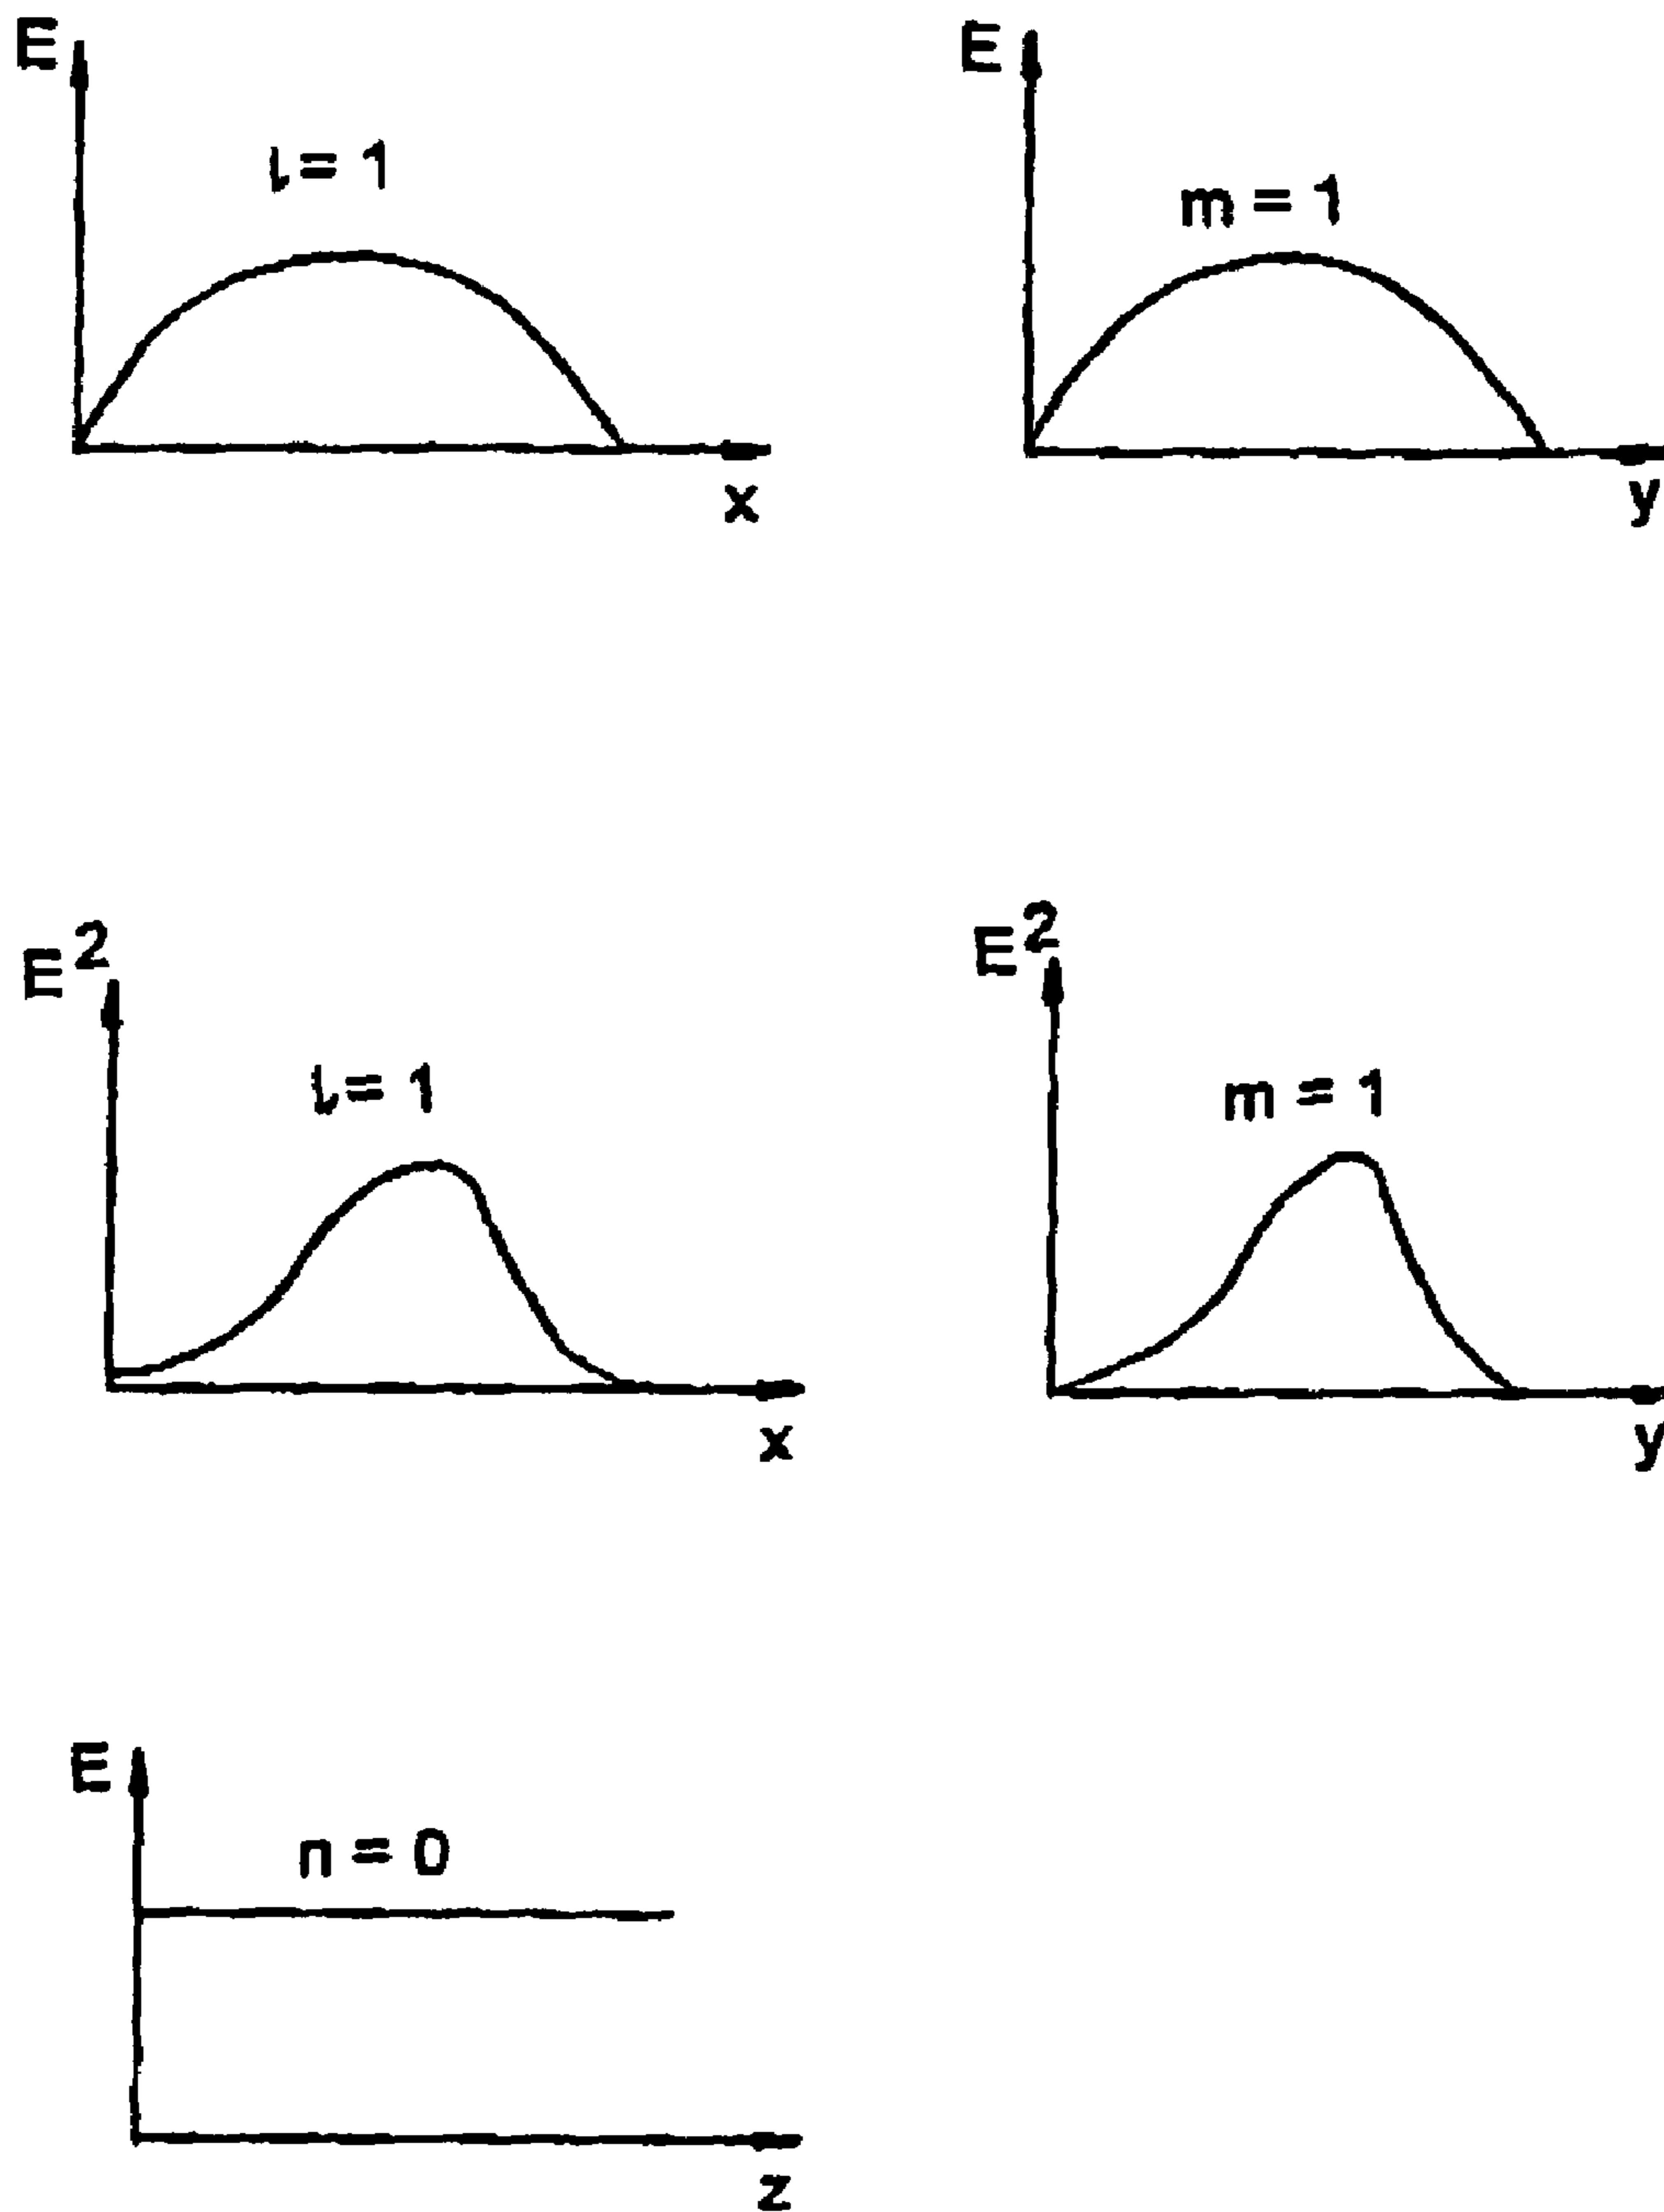 E
l = 1
x
E
m = 1
y
E²
l = 1
x
E²
m = 1
y
E
n = 0
z